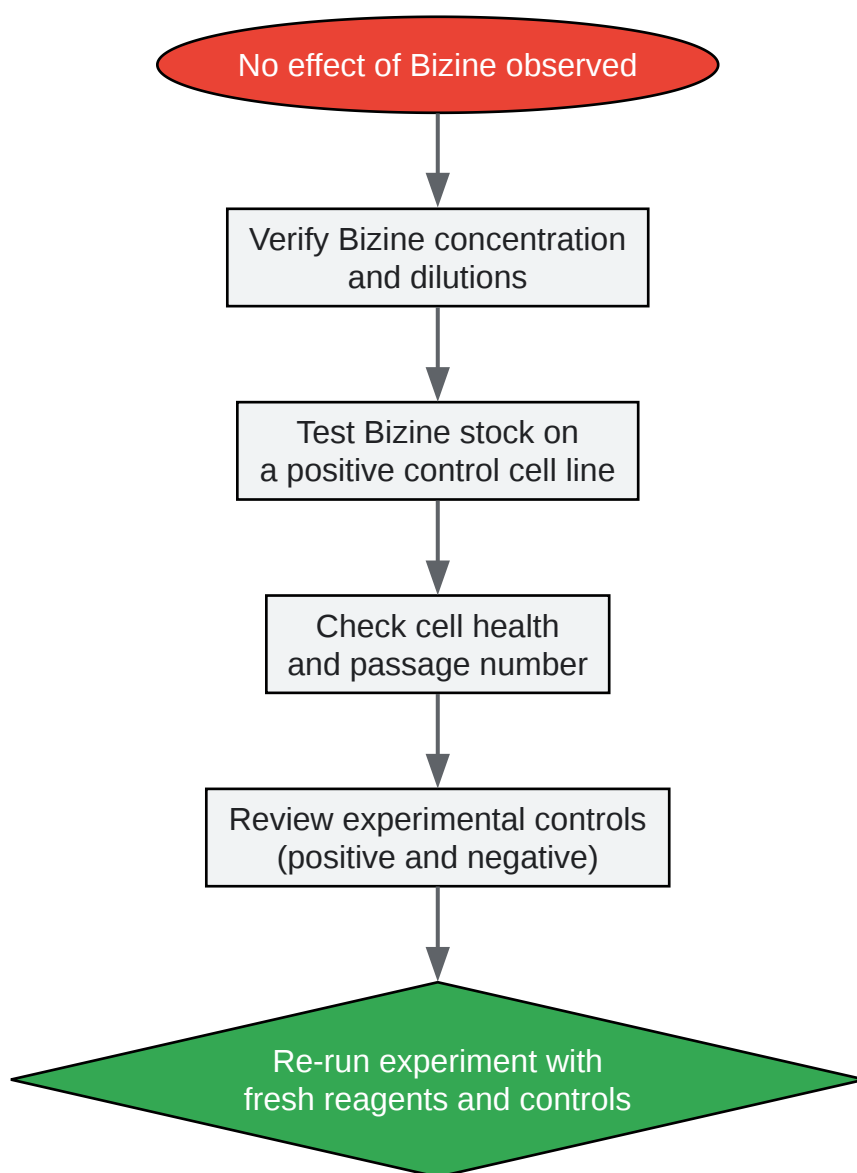 No effect of Bizine observed
Verify Bizine concentration
and dilutions
Test Bizine stock on
a positive control cell line
Check cell health
and passage number
Review experimental controls
(positive and negative)
Re-run experiment with
fresh reagents and controls